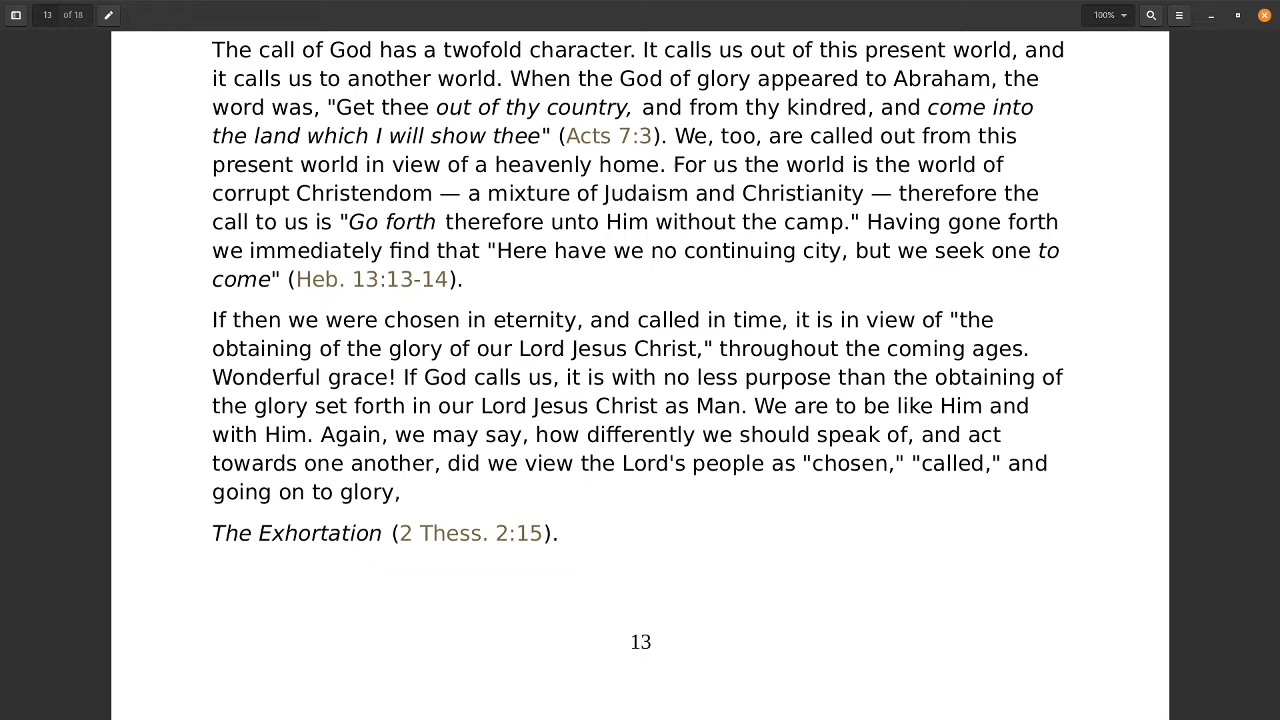 13 of 18
100%
The call of God has a twofold character. It calls us out of this present world, and
it calls us to another world. When the God of glory appeared to Abraham, the
word was, "Get thee out of thy country, and from thy kindred, and come into
the land which I will show thee" (Acts 7:3). We, too, are called out from this
present world in view of a heavenly home. For us the world is the world of
corrupt Christendom — a mixture of Judaism and Christianity — therefore the
call to us is "Go forth therefore unto Him without the camp." Having gone forth
we immediately find that "Here have we no continuing city, but we seek one to
come" (Heb. 13:13-14).
If then we were chosen in eternity, and called in time, it is in view of "the
obtaining of the glory of our Lord Jesus Christ," throughout the coming ages.
Wonderful grace! If God calls us, it is with no less purpose than the obtaining of
the glory set forth in our Lord Jesus Christ as Man. We are to be like Him and
with Him. Again, we may say, how differently we should speak of, and act
towards one another, did we view the Lord's people as "chosen," "called," and
going on to glory,
The Exhortation (2 Thess. 2:15).
13